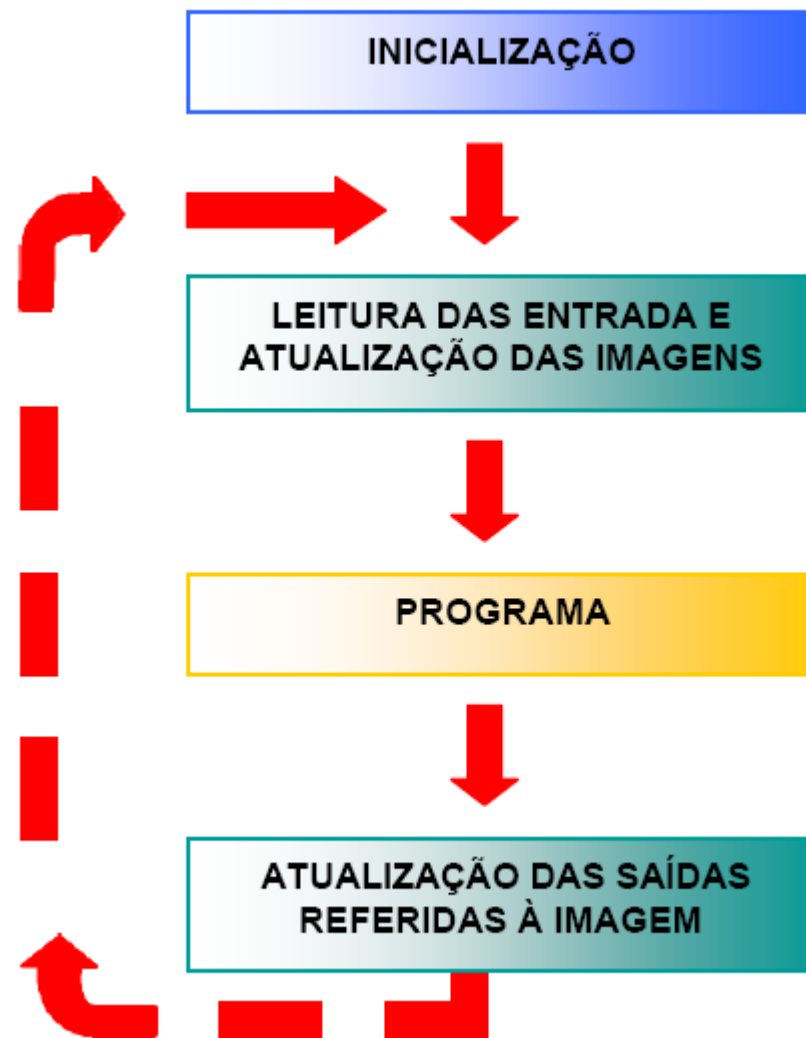 INICIALIZAÇÃO
LEITURA DAS ENTRADA E
ATUALIZAÇÃO DAS IMAGENS
PROGRAMA
ATUALIZAÇÃO DAS SAÍDAS
REFERIDAS À IMAGEM